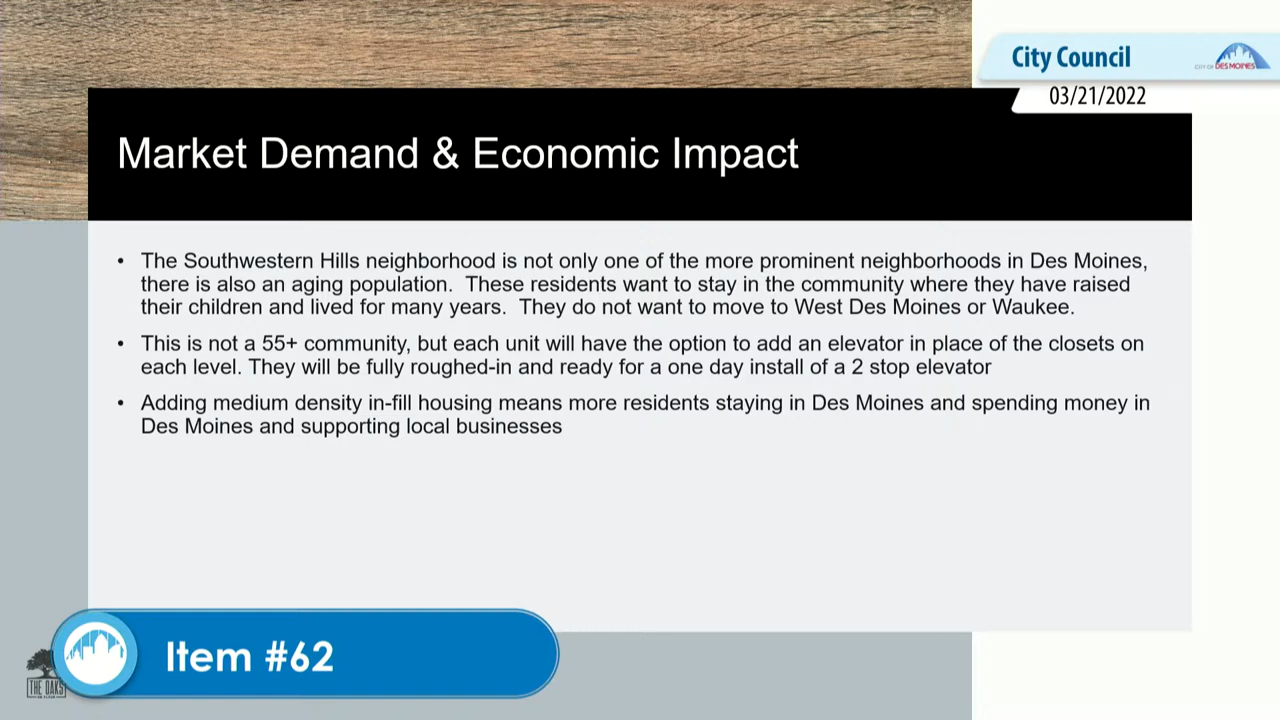 City Council
CITY OF DES MOINES
03/21/2022
Market Demand & Economic Impact
• The Southwestern Hills neighborhood is not only one of the more prominent neighborhoods in Des Moines,
there is also an aging population.  These residents want to stay in the community where they have raised
their children and lived for many years.  They do not want to move to West Des Moines or Waukee.
• This is not a 55+ community, but each unit will have the option to add an elevator in place of the closets on
each level. They will be fully roughed-in and ready for a one day install of a 2 stop elevator
• Adding medium density in-fill housing means more residents staying in Des Moines and spending money in
Des Moines and supporting local businesses
Item #62
THE OAKS